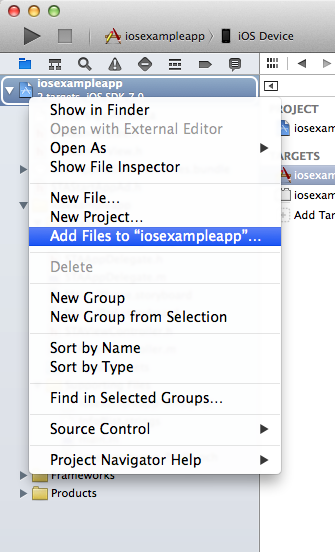 iosexampleapp
iOS Device
iosexampleapp
2 targets, iOS SDK 7.0
Show in Finder
Open with External Editor
Open As
Show File Inspector
New File...
New Project...
Add Files to “iosexampleapp”...
Delete
New Group
New Group from Selection
Sort by Name
Sort by Type
Find in Selected Groups...
Source Control
Project Navigator Help
Frameworks
Products
PROJECT
iosexam
TARGETS
iosexam
iosexam
Add Tar